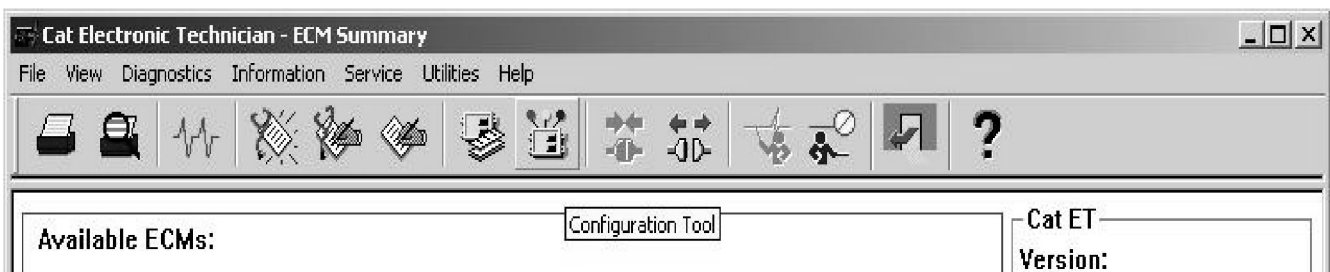 Cat Electronic Technician - ECM Summary
File View Diagnostics Information Service Utilities Help
Configuration Tool
Available ECMs:
Cat ET
Version: